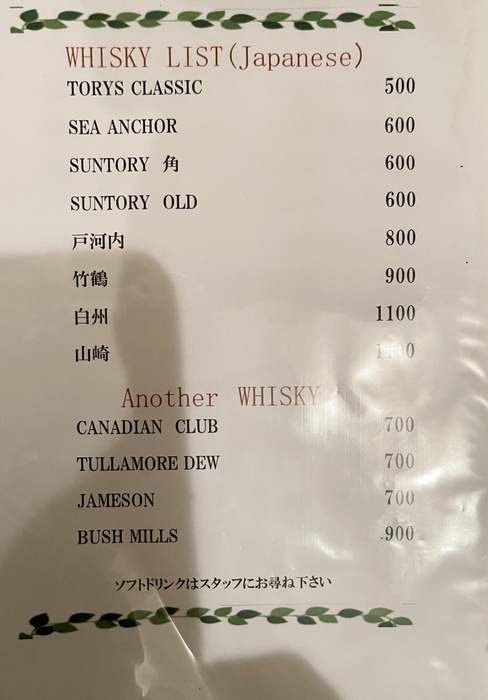 WHISKY LIST(Japanese)
TORYS CLASSIC 500
SEA ANCHOR 600
SUNTORY 角 600
SUNTORY OLD 600
戸河内 800
竹鶴 900
白州 1100
山崎
Another WHISKY
CANADIAN CLUB 700
TULLAMORE DEW 700
JAMESON 700
BUSH MILLS 900
ソフトドリンクはスタッフにお尋ね下さい